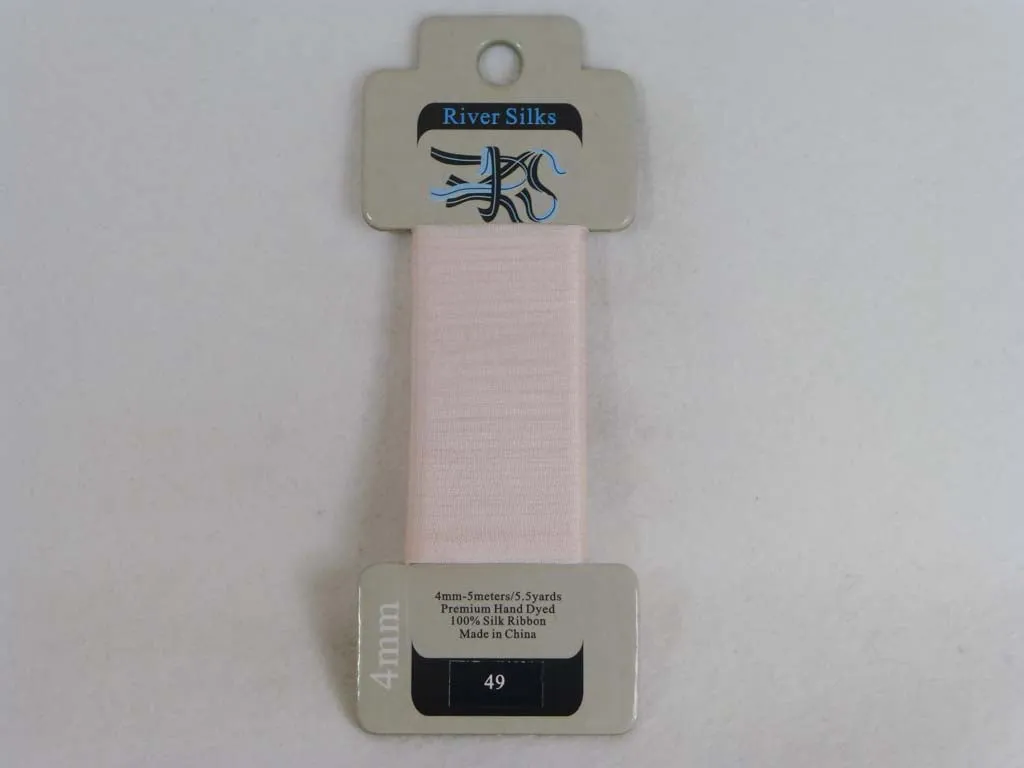 River Silks
4mm-5meters/5.5yards
Premium Hand Dyed
100% Silk Ribbon
Made in China
4mm
49